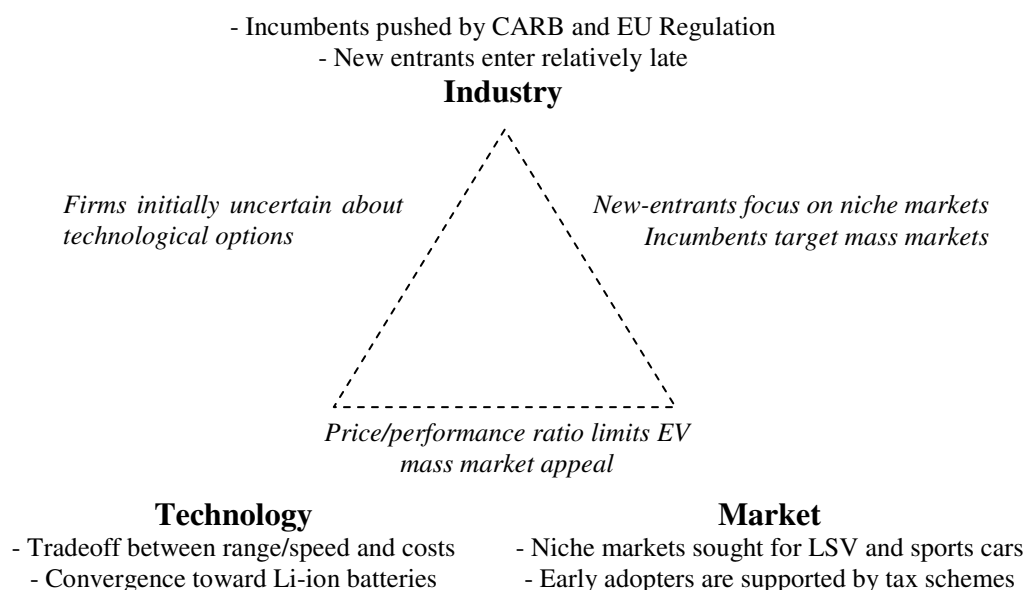 - Incumbents pushed by CARB and EU Regulation
- New entrants enter relatively late
Industry
Firms initially uncertain about
technological options
New-entrants focus on niche markets
Incumbents target mass markets
Price/performance ratio limits EV
mass market appeal
Technology
- Tradeoff between range/speed and costs
- Convergence toward Li-ion batteries
Market
- Niche markets sought for LSV and sports cars
- Early adopters are supported by tax schemes